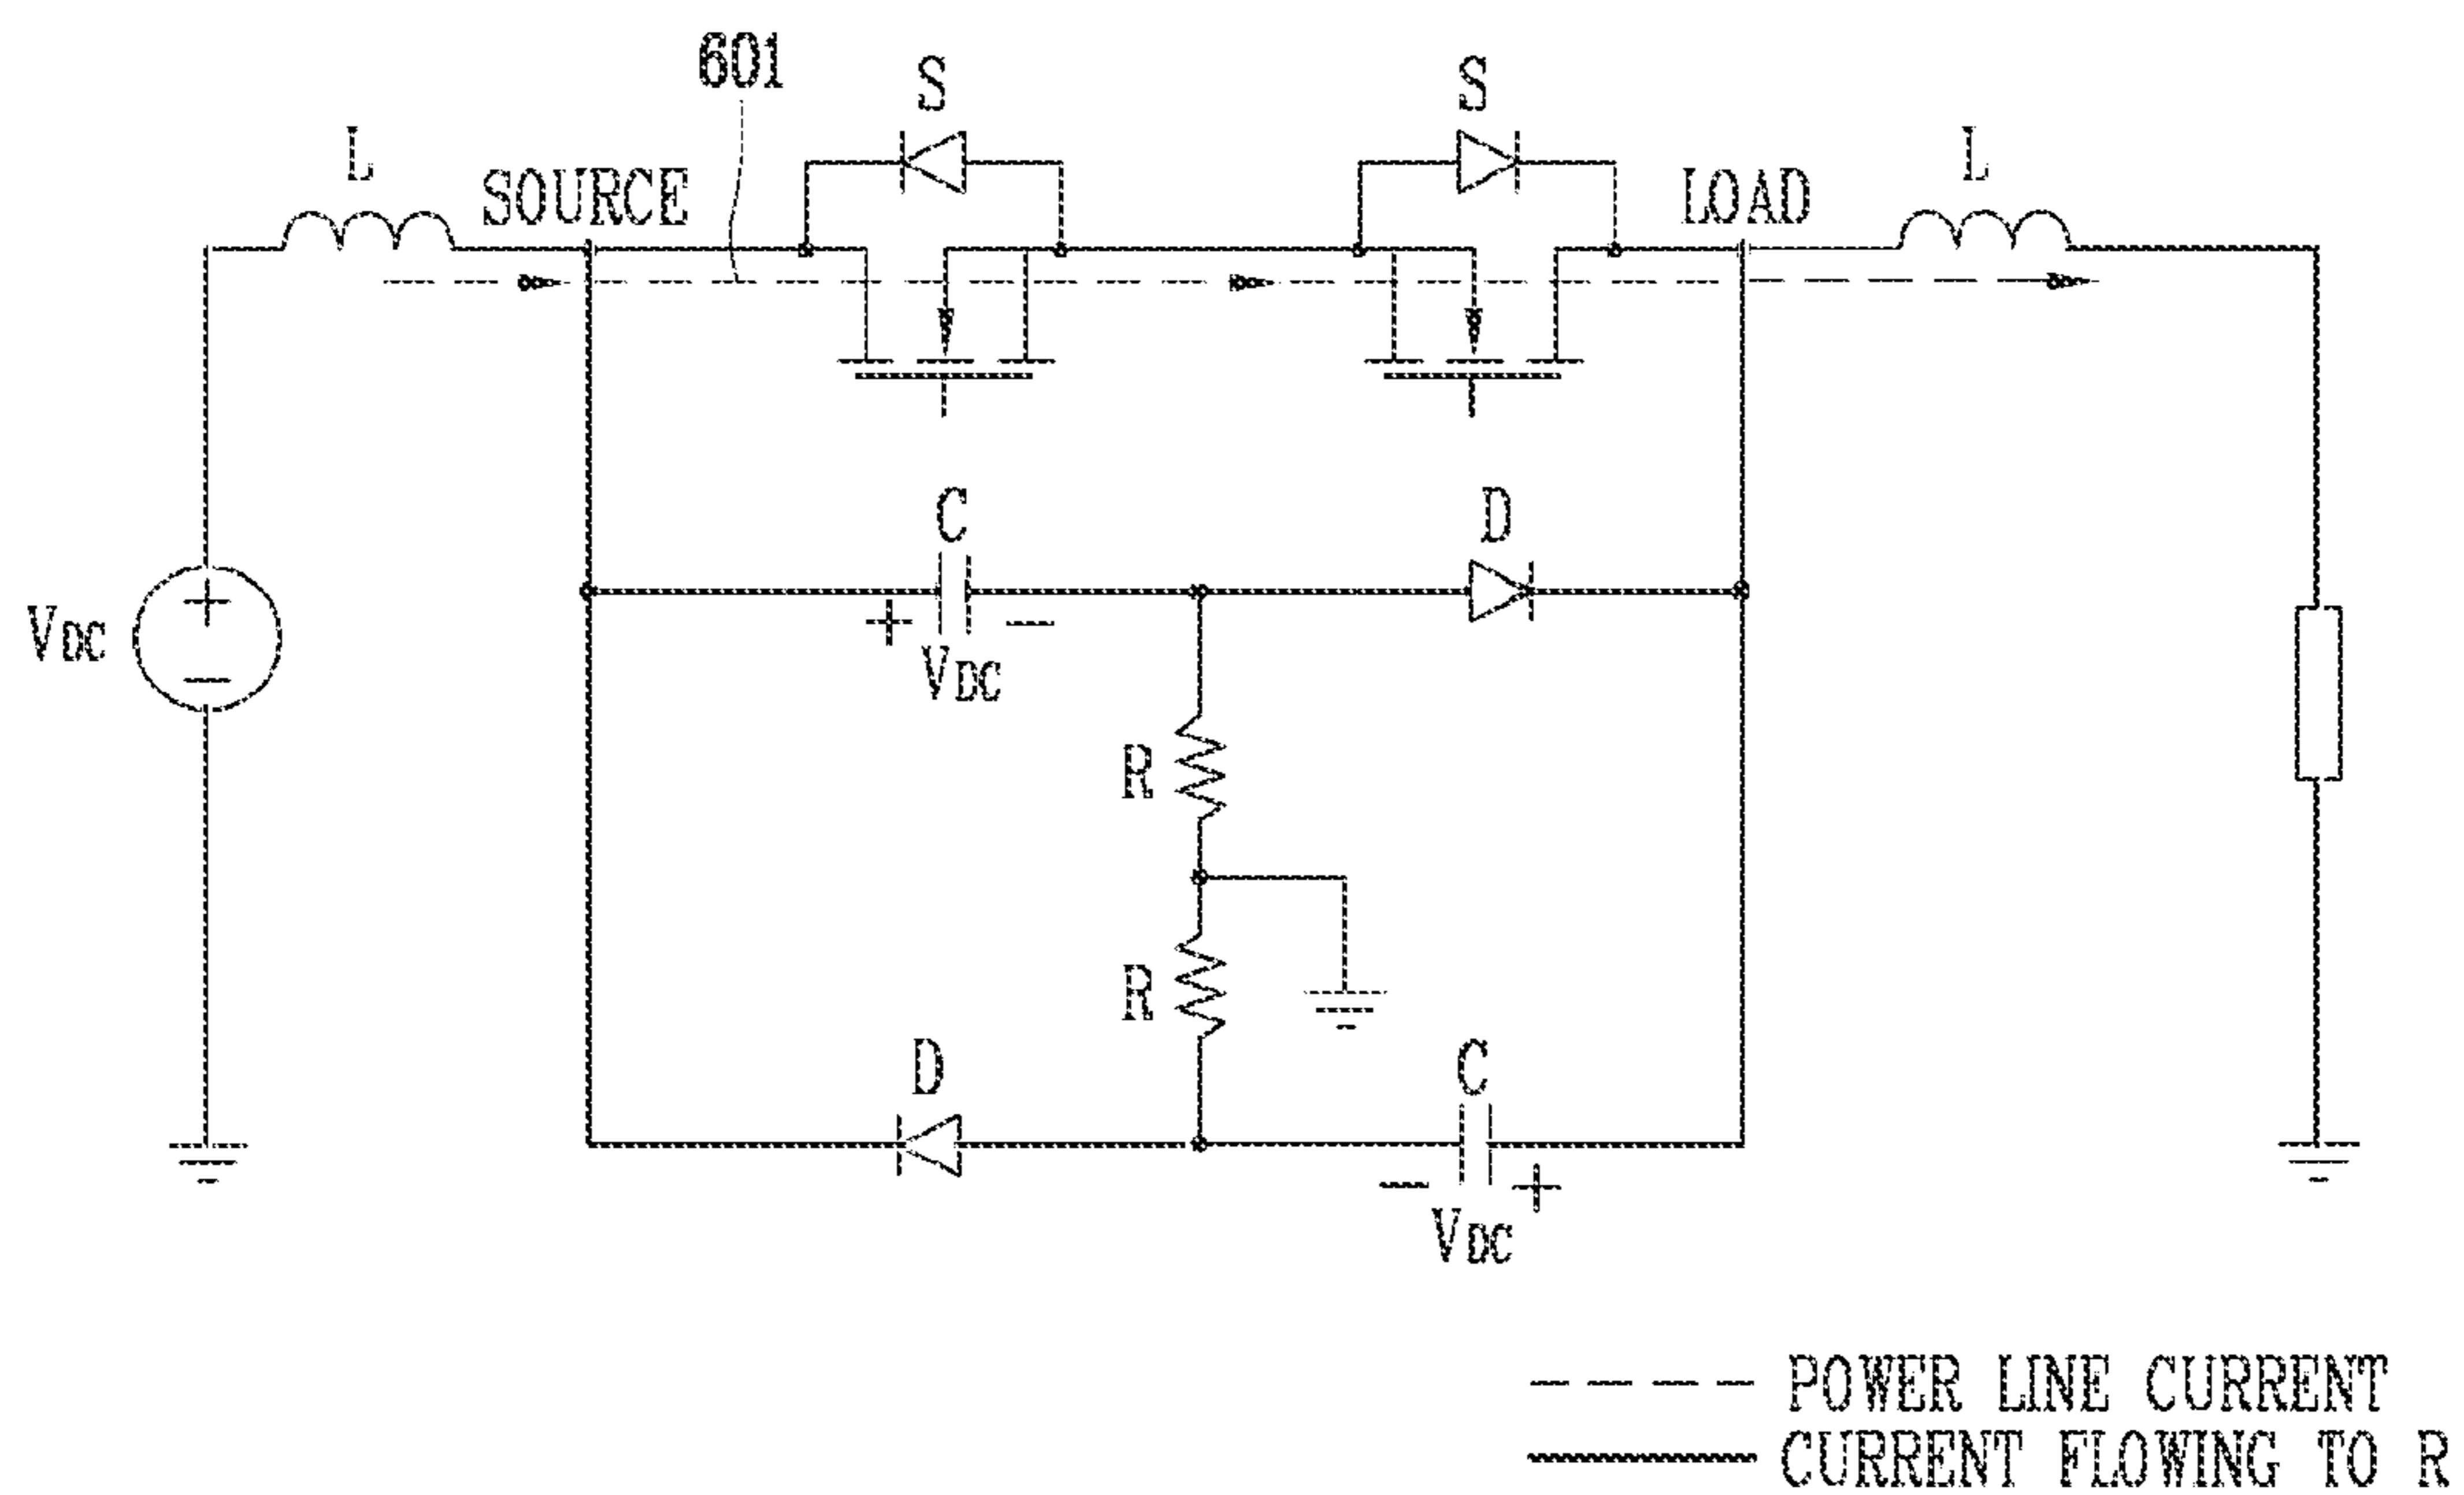 601
S
S
L
SOURCE
LOAD
L
C
D
+
VDC
−
+ −
VDC
R
R
D
C
− +
VDC
POWER LINE CURRENT
CURRENT FLOWING TO R